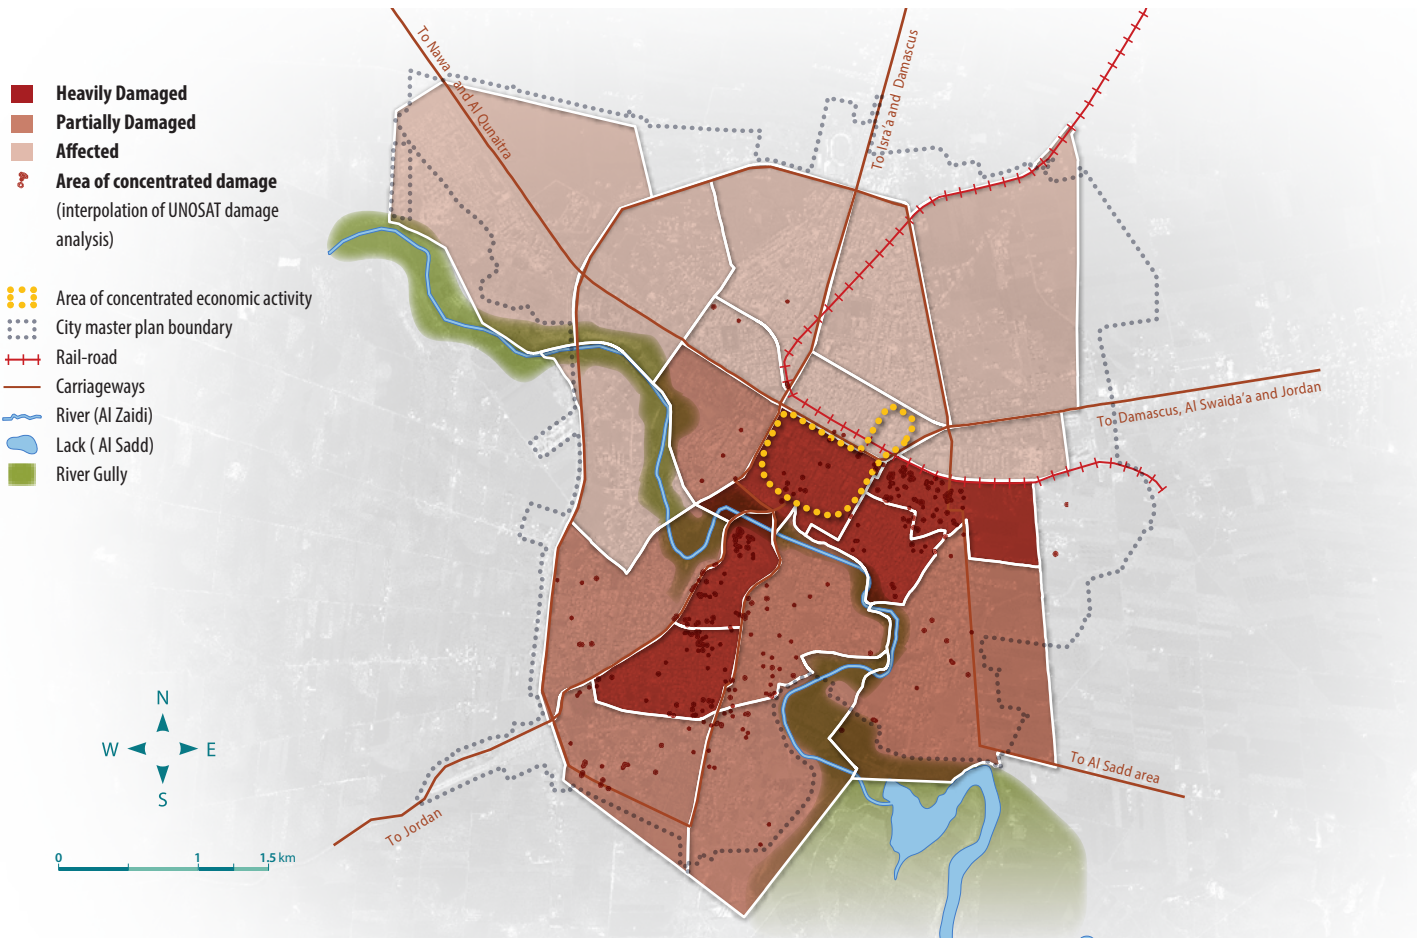 Heavily Damaged
Partially Damaged
Affected
Area of concentrated damage
(interpolation of UNOSAT damage
analysis)
Area of concentrated economic activity
City master plan boundary
Rail-road
Carriageways
River (Al Zaidi)
Lack ( Al Sadd)
River Gully
To Nawa and Al Qunaitra
To Isra'a and Damascus
To Damascus, Al Swaida'a and Jordan
To Al Sadd area
To Jordan
N
W E
S
0 1 1.5 km